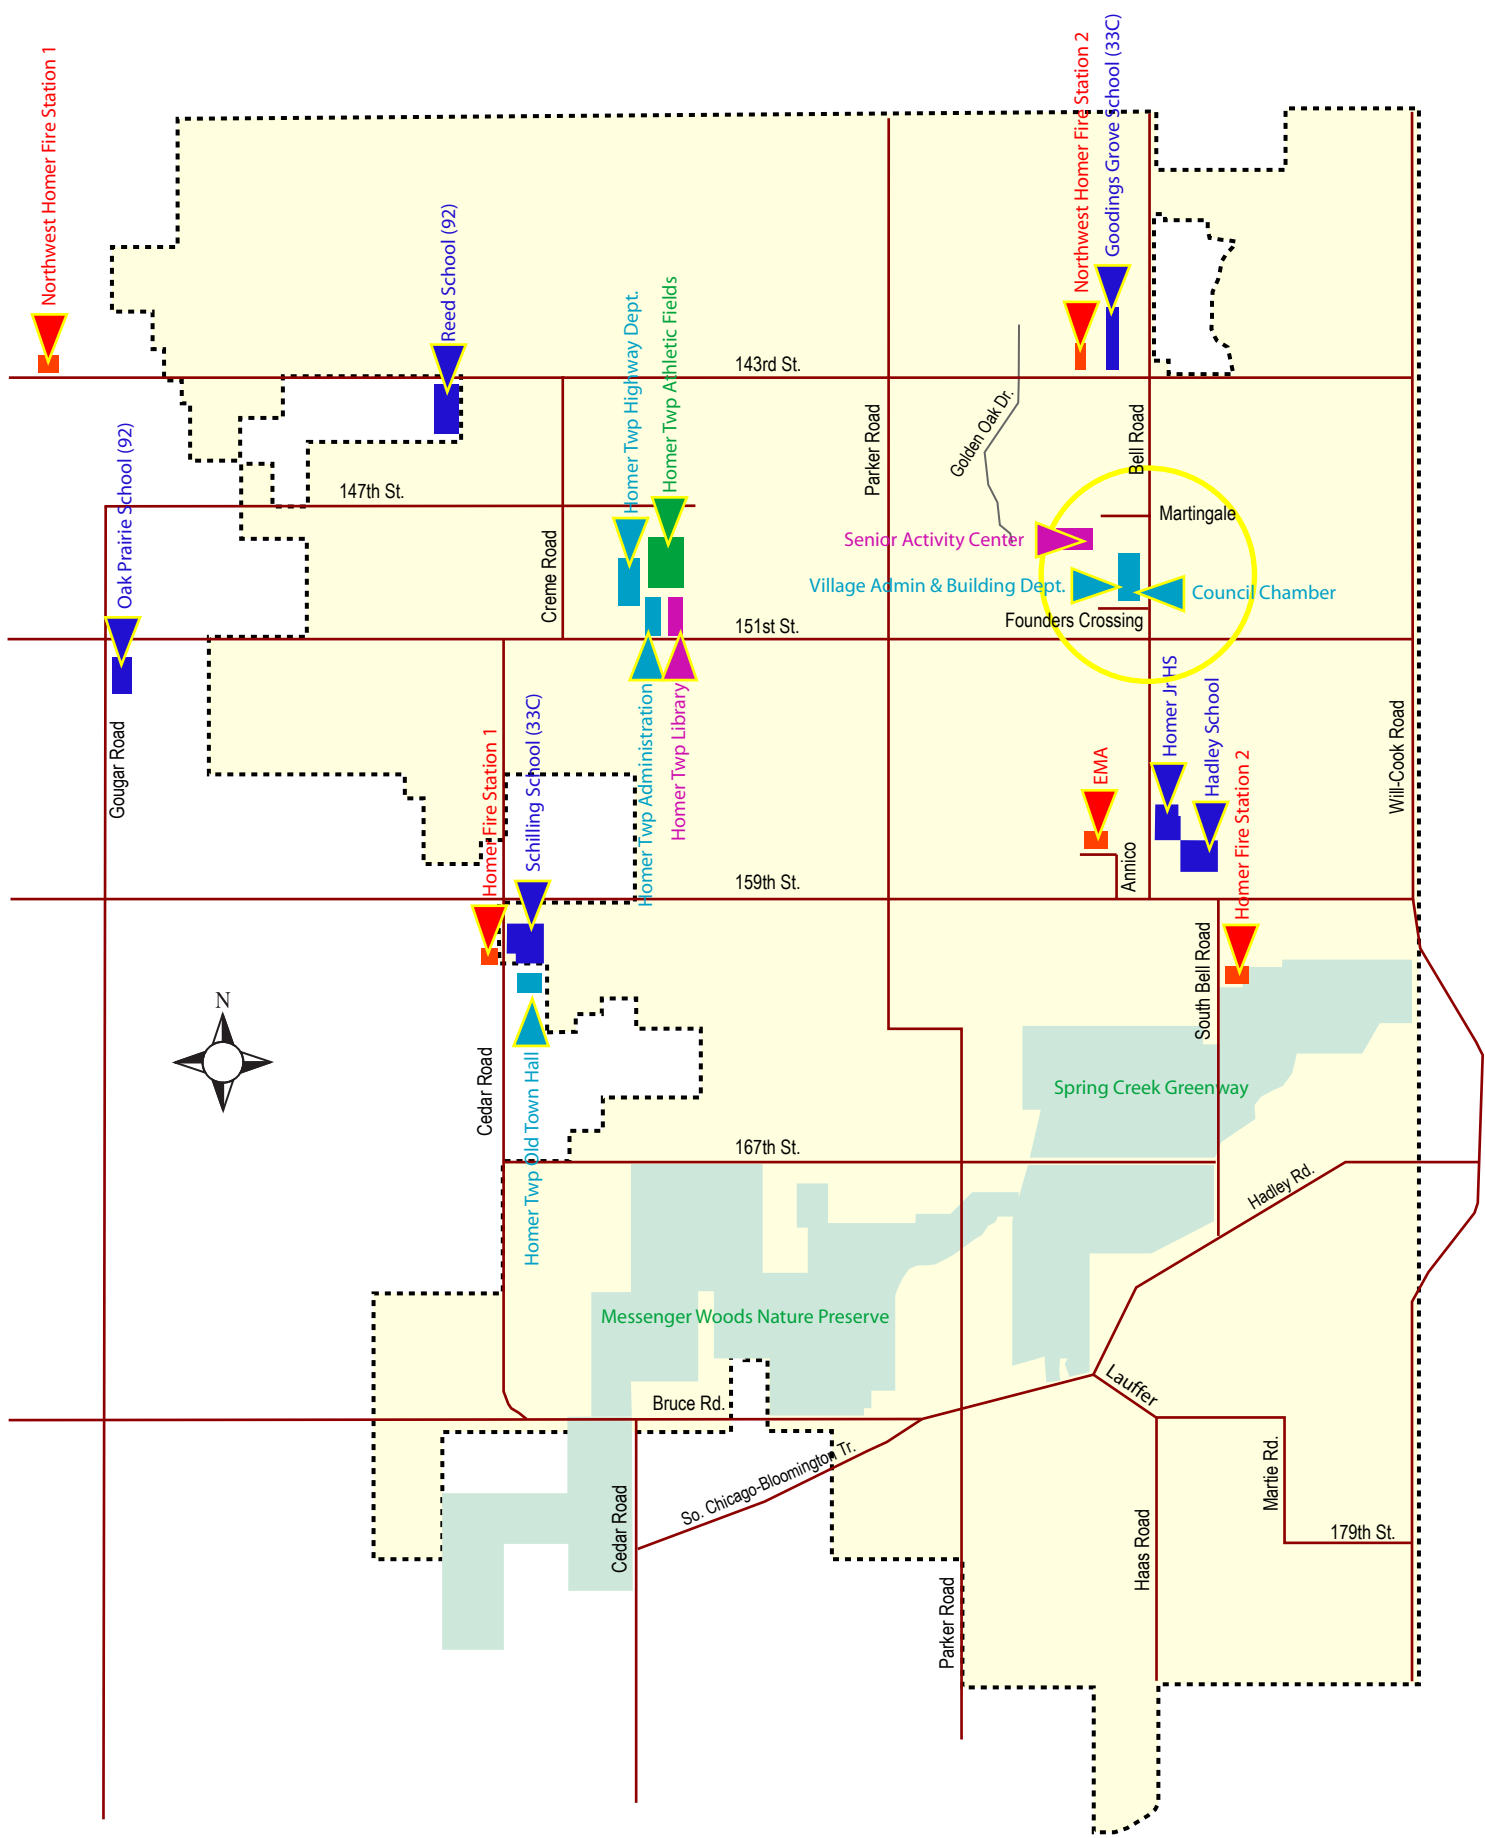 Northwest Homer Fire Station 1
Northwest Homer Fire Station 2
Goodings Grove School (33C)
Reed School (92)
Homer Twp Highway Dept.
Homer Twp Athletic Fields
143rd St.
Oak Prairie School (92)
Parker Road
Golden Oak Dr.
Bell Road
147th St.
Martingale
Creme Road
Senior Activity Center
Village Admin & Building Dept.
Council Chamber
Founders Crossing
151st St.
Gougar Road
Homer Fire Station 1
Schilling School (33C)
Homer Twp Administration
Homer Twp Library
EMA
Homer Jr HS
Hadley School
Homer Fire Station 2
Will-Cook Road
Annico
159th St.
South Bell Road
N
Cedar Road
Homer Twp Old Town Hall
Spring Creek Greenway
167th St.
Hadley Rd.
Messenger Woods Nature Preserve
Lauffer
Bruce Rd.
So. Chicago-Bloomington Tr.
Cedar Road
Martie Rd.
179th St.
Haas Road
Parker Road